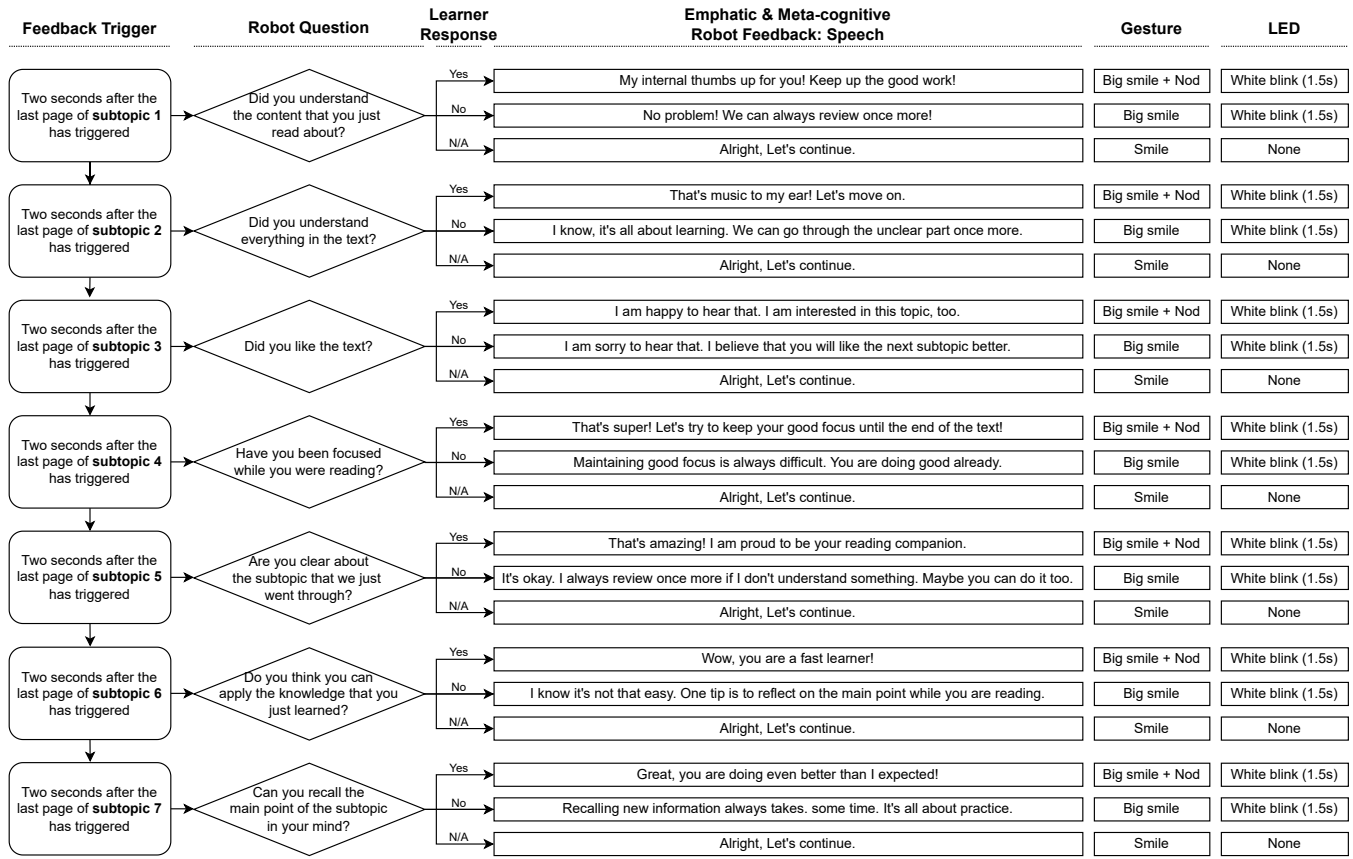 Feedback Trigger
Robot Question
Learner
Response
Emphatic & Meta-cognitive
Robot Feedback: Speech
Gesture
LED
Two seconds after the
last page of subtopic 1
has triggered
Did you understand
the content that you just
read about?
Yes
My internal thumbs up for you! Keep up the good work!
Big smile + Nod
White blink (1.5s)
No
No problem! We can always review once more!
Big smile
White blink (1.5s)
N/A
Alright, Let's continue.
Smile
None
Two seconds after the
last page of subtopic 2
has triggered
Did you understand
everything in the text?
Yes
That's music to my ear! Let's move on.
Big smile + Nod
White blink (1.5s)
No
I know, it's all about learning. We can go through the unclear part once more.
Big smile
White blink (1.5s)
N/A
Alright, Let's continue.
Smile
None
Two seconds after the
last page of subtopic 3
has triggered
Did you like the text?
Yes
I am happy to hear that. I am interested in this topic, too.
Big smile + Nod
White blink (1.5s)
No
I am sorry to hear that. I believe that you will like the next subtopic better.
Big smile
White blink (1.5s)
N/A
Alright, Let's continue.
Smile
None
Two seconds after the
last page of subtopic 4
has triggered
Have you been focused
while you were reading?
Yes
That's super! Let's try to keep your good focus until the end of the text!
Big smile + Nod
White blink (1.5s)
No
Maintaining good focus is always difficult. You are doing good already.
Big smile
White blink (1.5s)
N/A
Alright, Let's continue.
Smile
None
Two seconds after the
last page of subtopic 5
has triggered
Are you clear about
the subtopic that we just
went through?
Yes
That's amazing! I am proud to be your reading companion.
Big smile + Nod
White blink (1.5s)
No
It's okay. I always review once more if I don't understand something. Maybe you can do it too.
Big smile
White blink (1.5s)
N/A
Alright, Let's continue.
Smile
None
Two seconds after the
last page of subtopic 6
has triggered
Do you think you can
apply the knowledge that you
just learned?
Yes
Wow, you are a fast learner!
Big smile + Nod
White blink (1.5s)
No
I know it's not that easy. One tip is to reflect on the main point while you are reading.
Big smile
White blink (1.5s)
N/A
Alright, Let's continue.
Smile
None
Two seconds after the
last page of subtopic 7
has triggered
Can you recall the
main point of the subtopic
in your mind?
Yes
Great, you are doing even better than I expected!
Big smile + Nod
White blink (1.5s)
No
Recalling new information always takes. some time. It's all about practice.
Big smile
White blink (1.5s)
N/A
Alright, Let's continue.
Smile
None